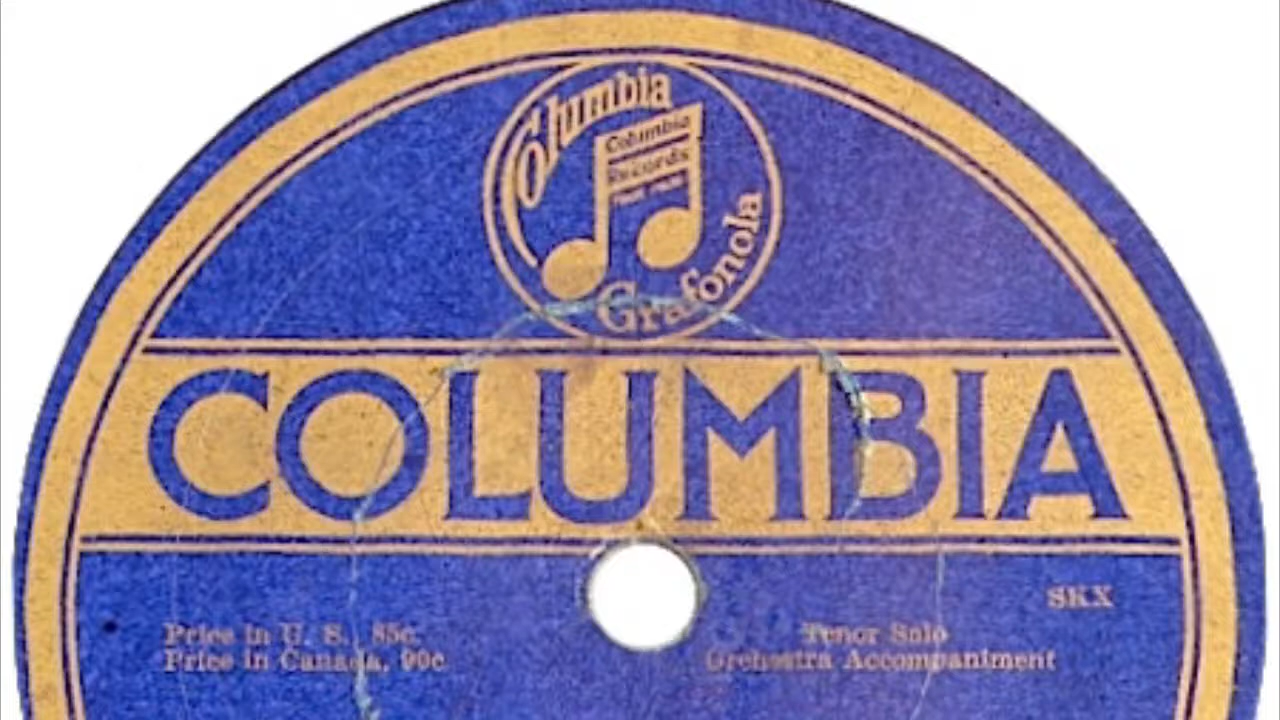 Columbia
Columbia
Records
Grafonola
COLUMBIA
SKX
Price in U. S., 85c.
Price in Canada, 90c
Tenor Solo
Orchestra Accompaniment